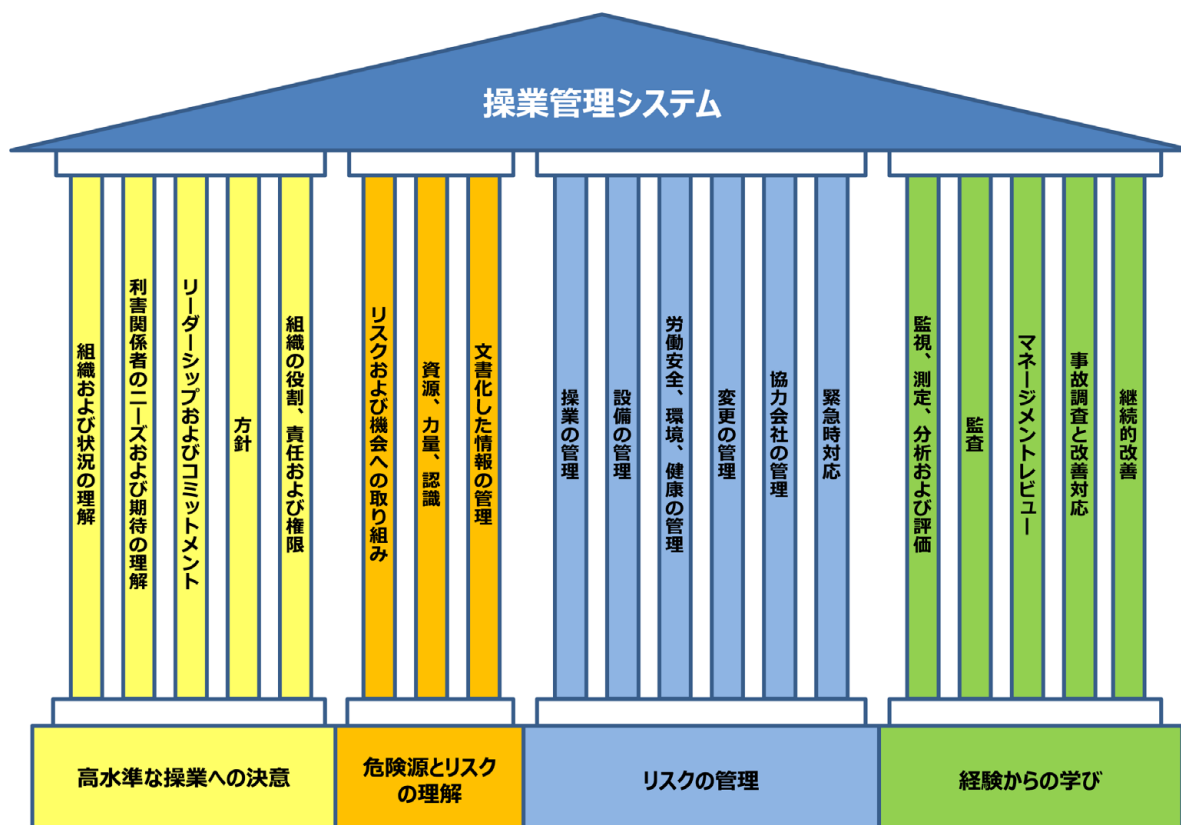 操業管理システム
組織および状況の理解
利害関係者のニーズおよび期待の理解
リーダーシップおよびコミットメント
方針
組織の役割、責任および権限
リスクおよび機会への取り組み
資源、力量、認識
文書化した情報の管理
操業の管理
設備の管理
労働安全、環境、健康の管理
変更の管理
協力会社の管理
緊急時対応
監視、測定、分析および評価
監査
マネージメントレビュー
事故調査と改善対応
継続的改善
高水準な操業への決意
危険源とリスク
の理解
リスクの管理
経験からの学び